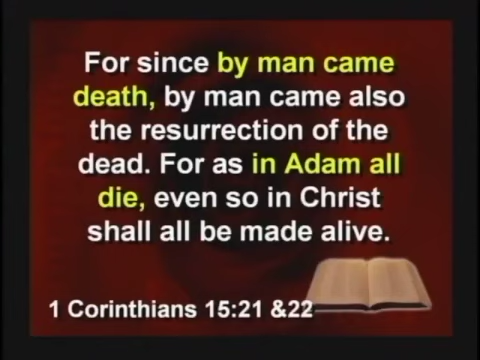 For since by man came
death, by man came also
the resurrection of the
dead. For as in Adam all
die, even so in Christ
shall all be made alive.
1 Corinthians 15:21 &22